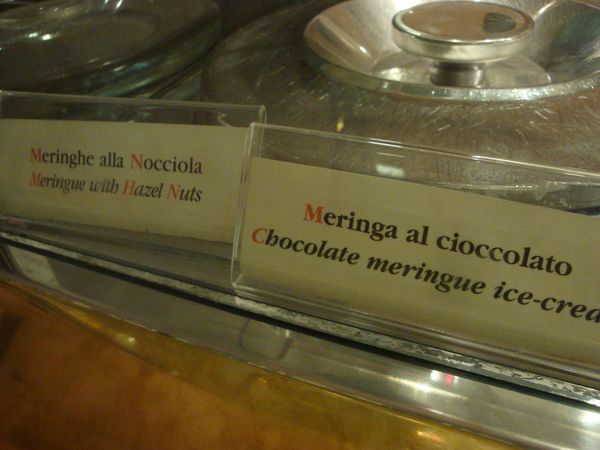 Meringhe alla Nocciola
Meringue with Hazel Nuts
Meringa al cioccolato
Chocolate meringue ice-crea